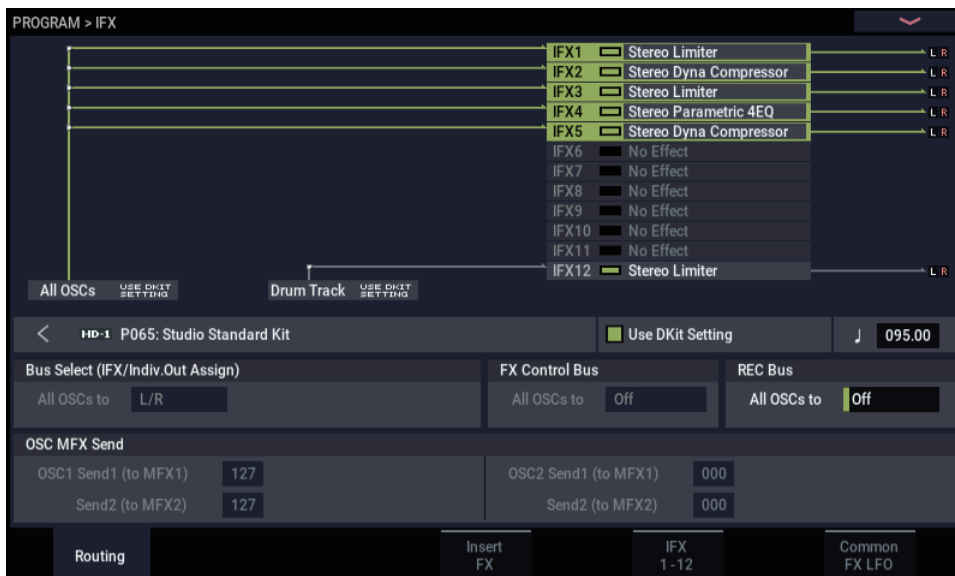 PROGRAM > IFX
IFX1 Stereo Limiter L R
IFX2 Stereo Dyna Compressor L R
IFX3 Stereo Limiter L R
IFX4 Stereo Parametric 4EQ L R
IFX5 Stereo Dyna Compressor L R
IFX6 No Effect
IFX7 No Effect
IFX8 No Effect
IFX9 No Effect
IFX10 No Effect
IFX11 No Effect
IFX12 Stereo Limiter L R
All OSCs USE DKIT SETTING Drum Track USE DKIT SETTING
HD-1 P065: Studio Standard Kit Use DKit Setting ♩ 095.00
Bus Select (IFX/Indiv.Out Assign) FX Control Bus REC Bus
All OSCs to L/R All OSCs to Off All OSCs to Off
OSC MFX Send
OSC1 Send1 (to MFX1) 127 OSC2 Send1 (to MFX1) 000
Send2 (to MFX2) 127 Send2 (to MFX2) 000
Routing Insert FX IFX 1-12 Common FX LFO